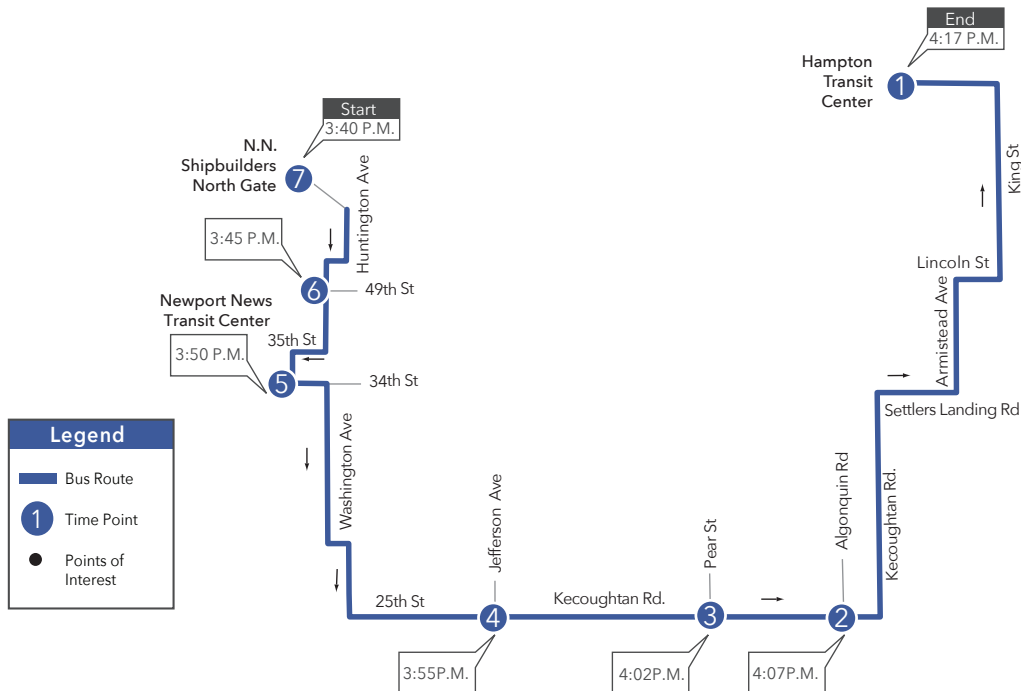 End
4:17 P.M.
Hampton
Transit
Center
1
Start
3:40 P.M.
N.N.
Shipbuilders
North Gate
7
Huntington Ave
King St
3:45 P.M.
6
49th St
Lincoln St
Newport News
Transit Center
35th St
3:50 P.M.
5
34th St
Armistead Ave
Settlers Landing Rd
Legend
Bus Route
1
Time Point
Points of
Interest
Washington Ave
Jefferson Ave
Pear St
Algonquin Rd
Kecoughtan Rd.
25th St
Kecoughtan Rd.
4
3
2
3:55P.M.
4:02P.M.
4:07P.M.